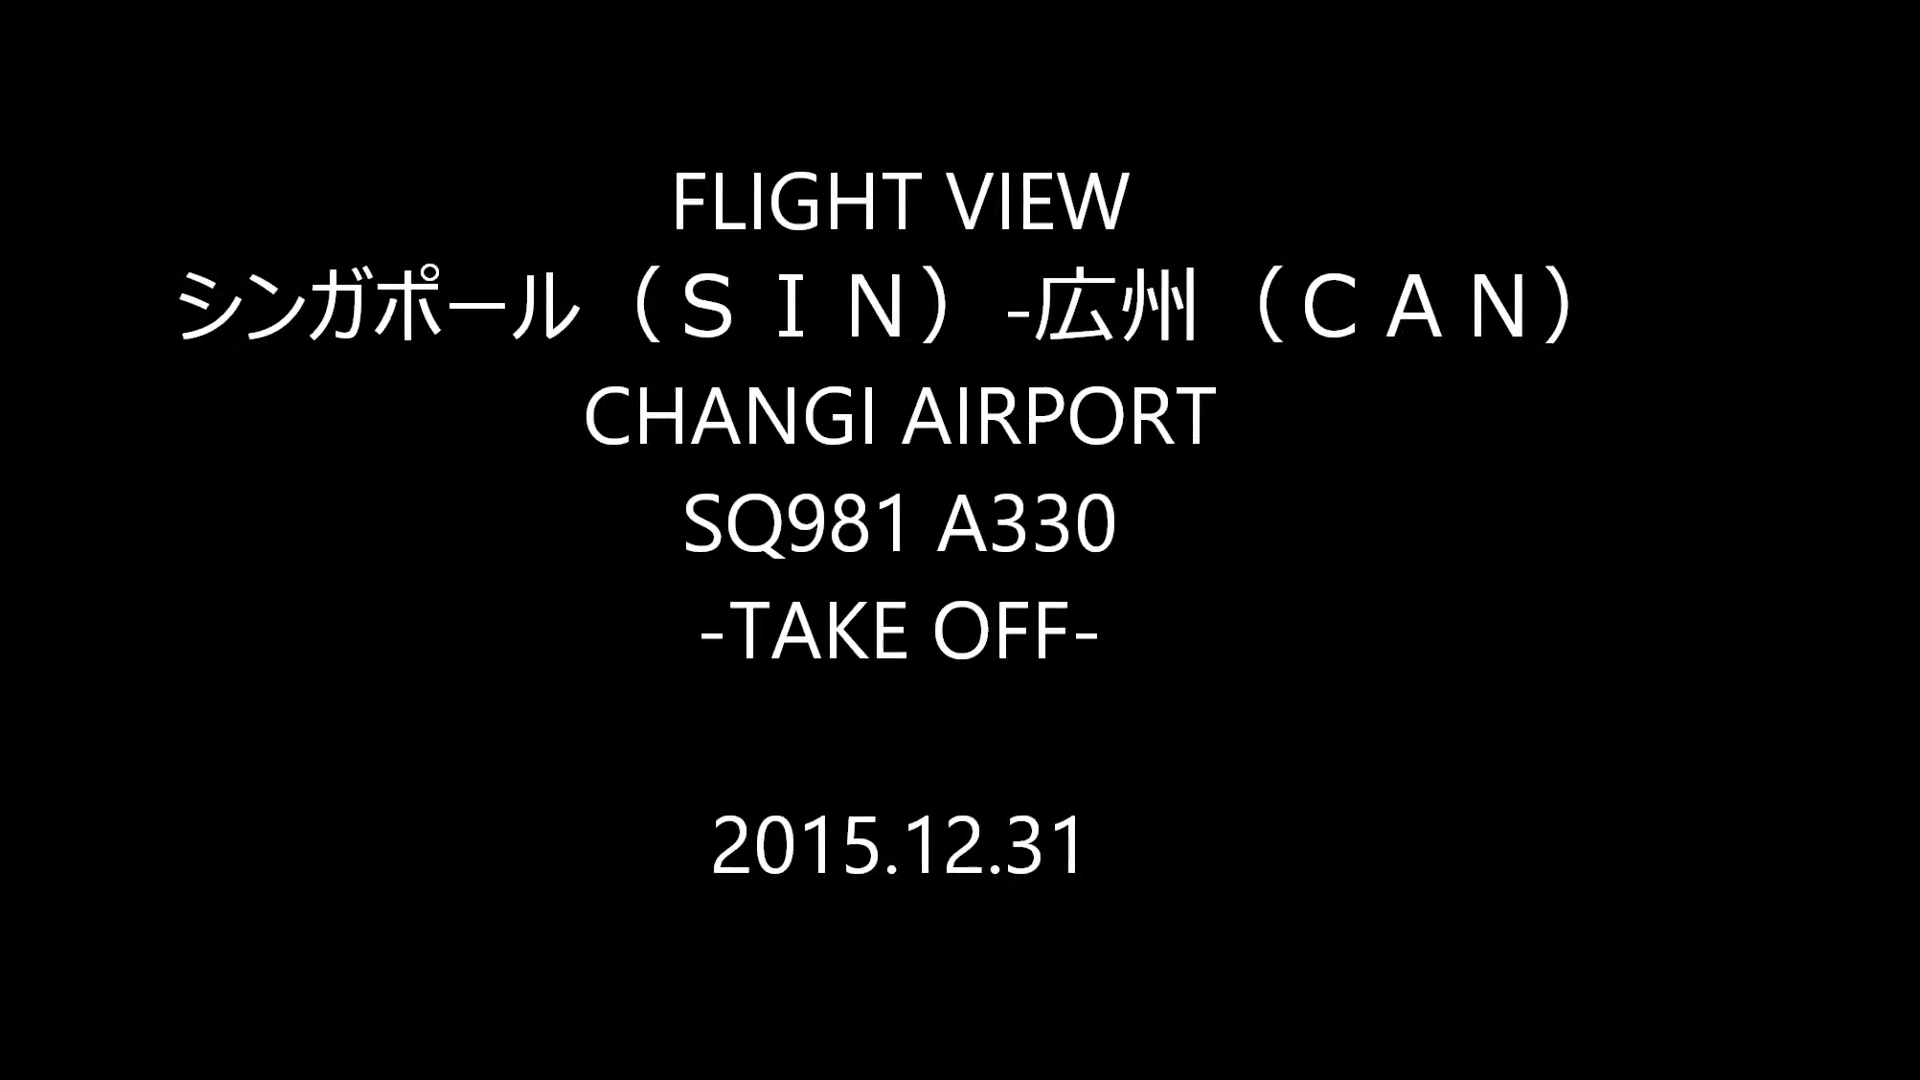 FLIGHT VIEW
シンガポール（ＳＩＮ）-広州（ＣＡＮ）
CHANGI AIRPORT
SQ981 A330
-TAKE OFF-
2015.12.31